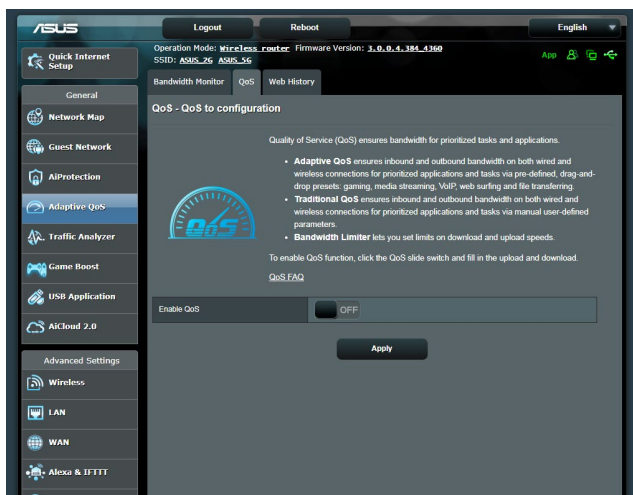 ASUS
Logout
Reboot
English
Operation Mode: Wireless router Firmware Version: 3.0.0.4.384_4360
SSID: ASUS_2G ASUS_5G
App
Quick Internet
Setup
General
Network Map
Guest Network
AiProtection
Adaptive QoS
Traffic Analyzer
Game Boost
USB Application
AiCloud 2.0
Advanced Settings
Wireless
LAN
WAN
Alexa & IFTTT
Bandwidth Monitor
QoS
Web History
QoS - QoS to configuration
QoS
Quality of Service (QoS) ensures bandwidth for prioritized tasks and applications.
• Adaptive QoS ensures inbound and outbound bandwidth on both wired and
wireless connections for prioritized applications and tasks via pre-defined, drag-and-
drop presets: gaming, media streaming, VoIP, web surfing and file transferring.
• Traditional QoS ensures inbound and outbound bandwidth on both wired and
wireless connections for prioritized applications and tasks via manual user-defined
parameters.
• Bandwidth Limiter lets you set limits on download and upload speeds.
To enable QoS function, click the QoS slide switch and fill in the upload and download.
QoS FAQ
Enable QoS
OFF
Apply